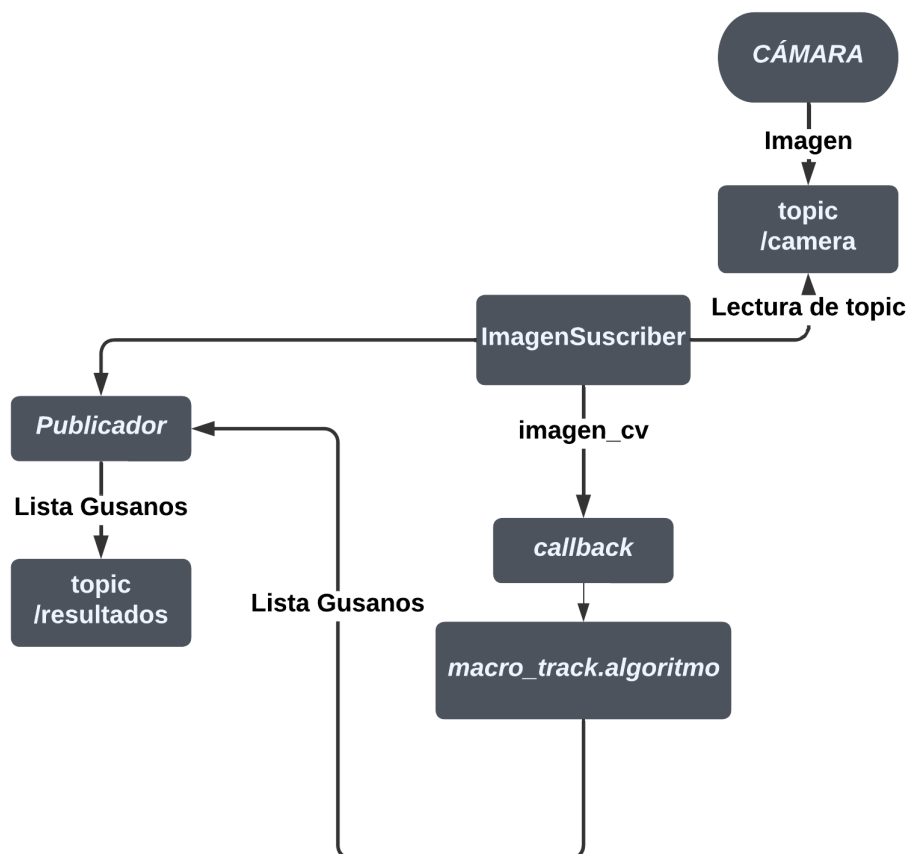 CÁMARA
Imagen
topic
/camera
Lectura de topic
ImagenSuscriber
imagen_cv
Publicador
Lista Gusanos
topic
/resultados
callback
Lista Gusanos
macro_track.algoritmo